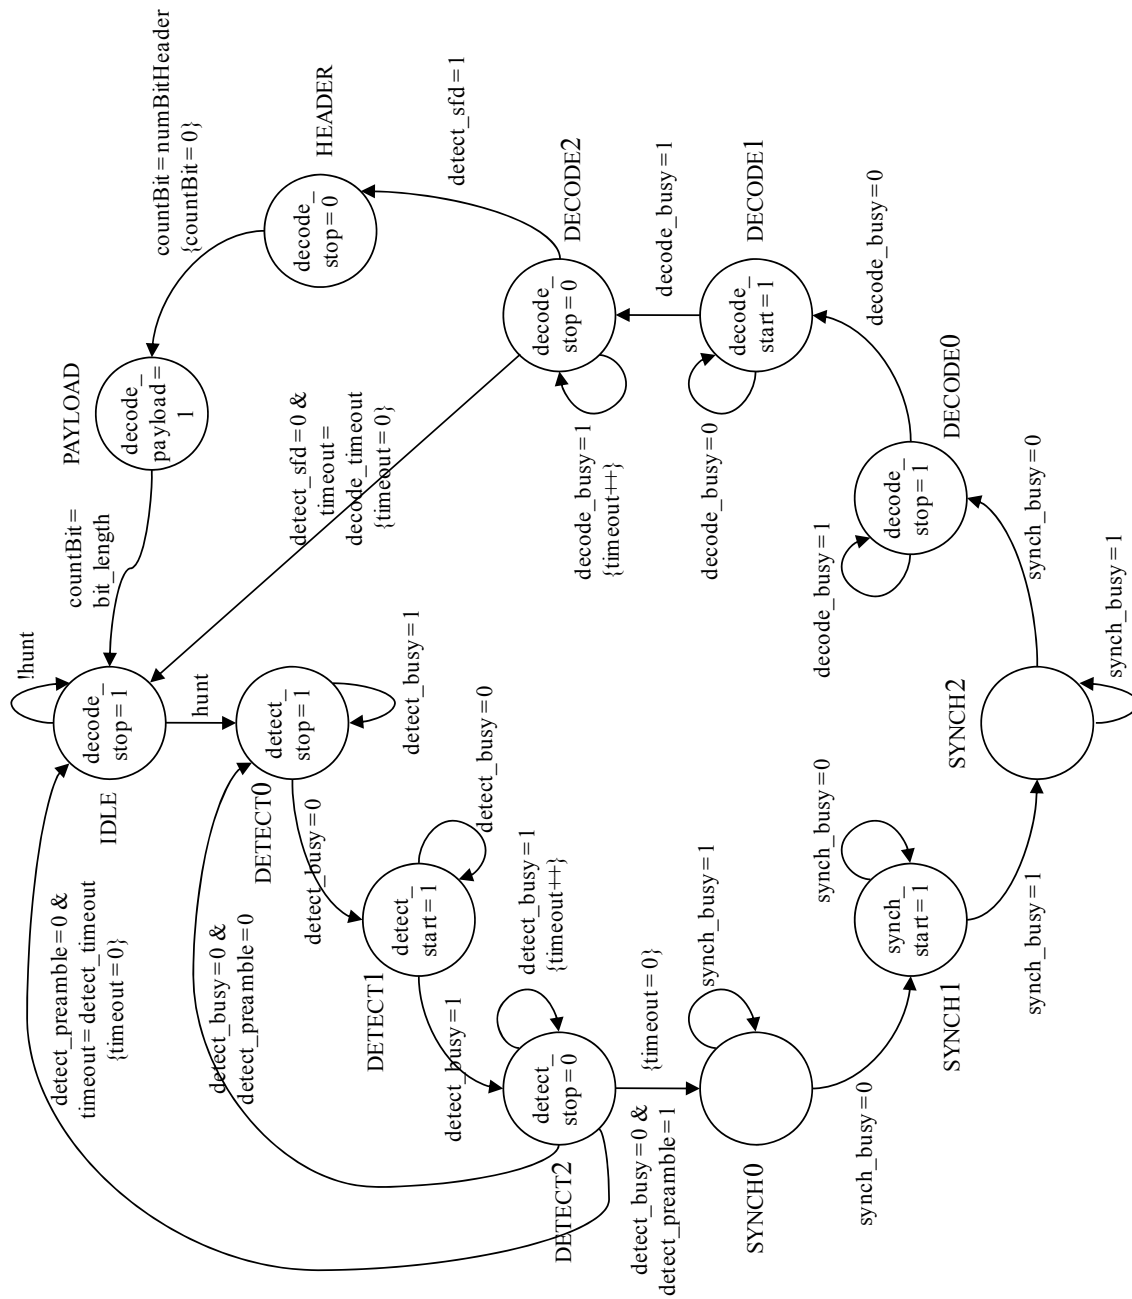 !hunt
decode_
stop=1
IDLE
hunt
countBit=
bit_length
PAYLOAD
decode_
payload=
1
countBit=numBitHeader
{countBit=0}
HEADER
decode_
stop=0
detect_sfd=1
DECODE2
decode_
stop=0
detect_sfd=0 &
timeout=
decode_timeout
{timeout=0}
decode_busy=1
{timeout++}
decode_busy=1
DECODE1
decode_
start=1
decode_busy=0
decode_busy=0
DECODE0
decode_
stop=1
decode_busy=1
synch_busy=0
SYNCH2
synch_busy=1
synch_busy=1
SYNCH1
synch_
start=1
synch_busy=0
synch_busy=0
SYNCH0
synch_busy=1
detect_busy=0 &
detect_preamble=1
{timeout=0}
DETECT2
detect_
stop=0
detect_busy=1
{timeout++}
detect_busy=1
DETECT1
detect_
start=1
detect_busy=0
detect_busy=0
DETECT0
detect_
stop=1
detect_busy=1
detect_busy=0 &
detect_preamble=0
detect_preamble=0 &
timeout=detect_timeout
{timeout=0}